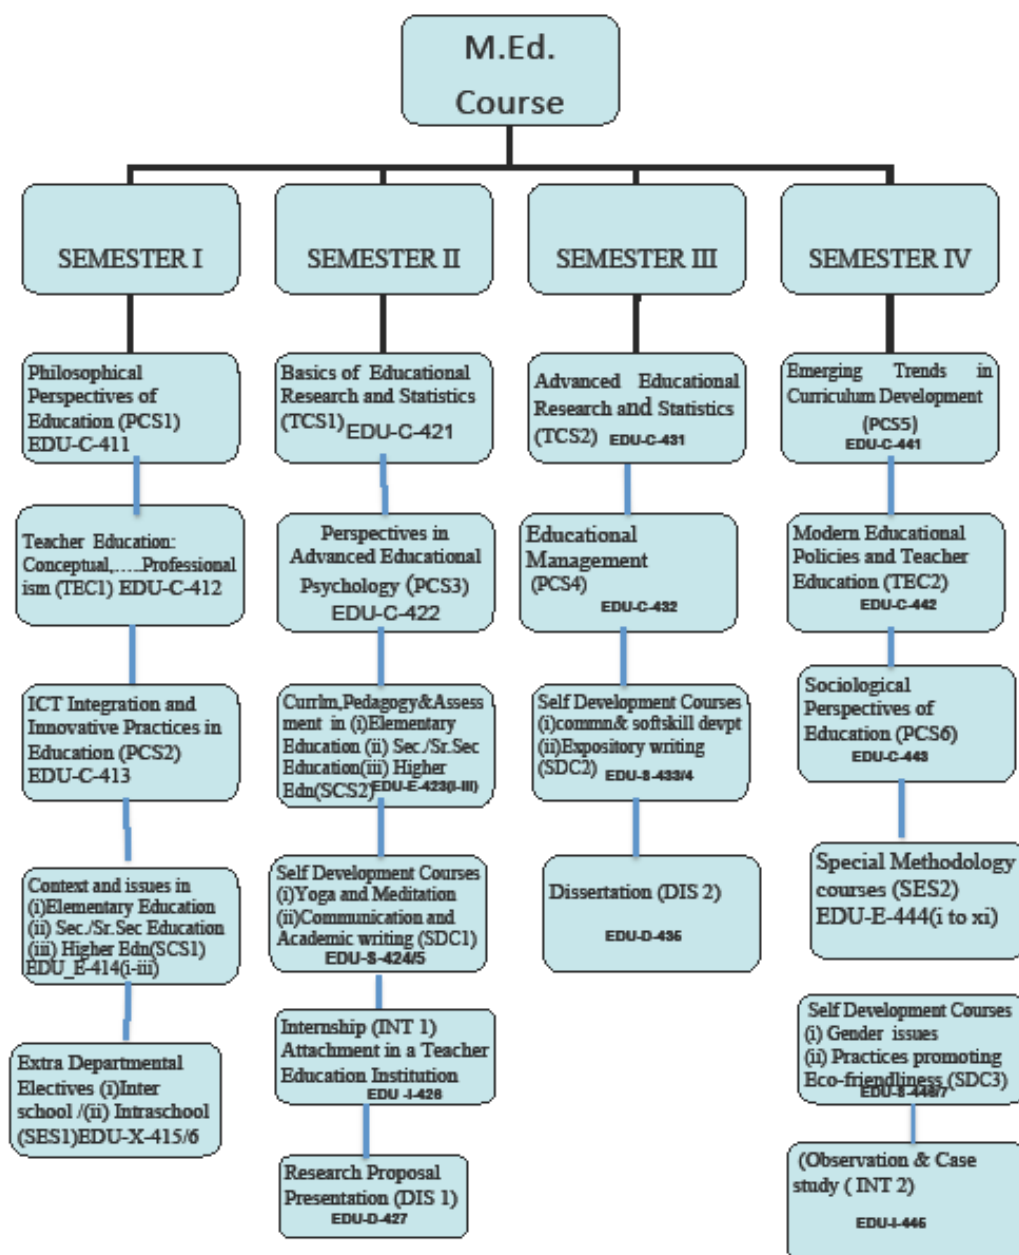 M.Ed.
Course
SEMESTER I
SEMESTER II
SEMESTER III
SEMESTER IV
Philosophical
Perspectives of
Education (PCS1)
EDU-C-411
Teacher Education:
Conceptual,.....Professional
ism (TEC1) EDU-C-412
ICT Integration and
Innovative Practices in
Education (PCS2)
EDU-C-413
Context and issues in
(i)Elementary Education
(ii) Sec./Sr.Sec Education
(iii) Higher Edn(SCS1)
EDU_E-414(i-iii)
Extra Departmental
Electives (i)Inter
school /(ii) Intraschool
(SES1)EDU-X-415/6
Basics of Educational
Research and Statistics
(TCS1) EDU-C-421
Perspectives in
Advanced Educational
Psychology (PCS3)
EDU-C-422
Currlm,Pedagogy&Assess
ment in (i)Elementary
Education (ii) Sec./Sr.Sec
Education(iii) Higher
Edn(SCS2) EDU-E-423(i-iii)
Self Development Courses
(i)Yoga and Meditation
(ii)Communication and
Academic writing (SDC1)
EDU-S-424/5
Internship (INT 1)
Attachment in a Teacher
Education Institution
EDU -I-426
Research Proposal
Presentation (DIS 1)
EDU-D-427
Advanced Educational
Research and Statistics
(TCS2) EDU-C-431
Educational
Management
(PCS4)
EDU-C-432
Self Development Courses
(i)commn& softskill devpt
(ii)Expository writing
(SDC2) EDU-S-433/4
Dissertation (DIS 2)
EDU-D-435
Emerging Trends in
Curriculum Development
(PCS5)
EDU-C-441
Modern Educational
Policies and Teacher
Education (TEC2)
EDU-C-442
Sociological
Perspectives of
Education (PCS6)
EDU-C-443
Special Methodology
courses (SES2)
EDU-E-444(i to xi)
Self Development Courses
(i) Gender issues
(ii) Practices promoting
Eco-friendliness (SDC3)
EDU-S-446/7
(Observation & Case
study ( INT 2)
EDU-I-445